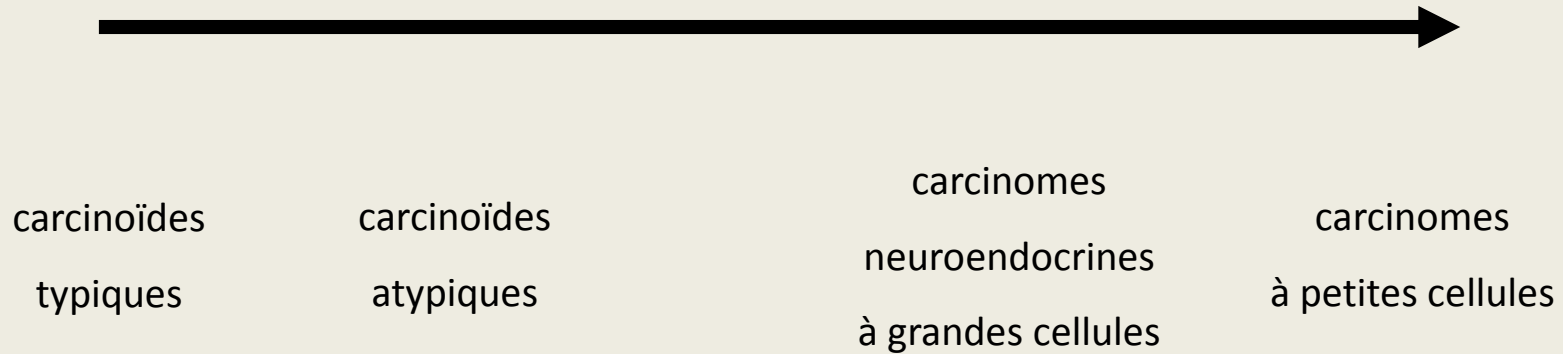 carcinoïdes
typiques
carcinoïdes
atypiques
carcinomes
neuroendocrines
à grandes cellules
carcinomes
à petites cellules